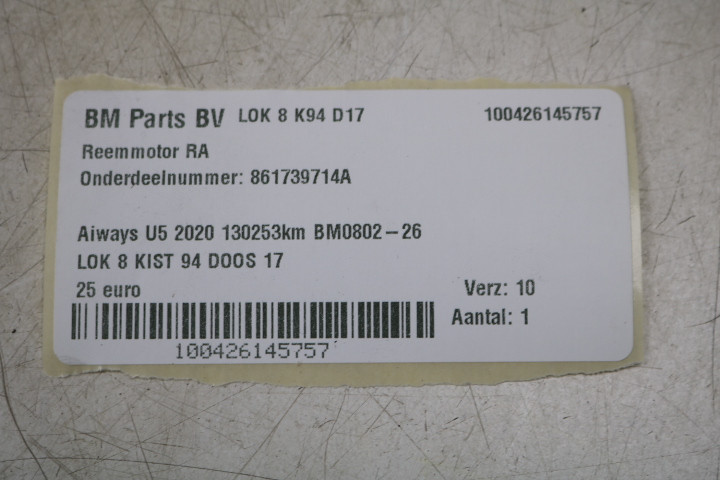 BM Parts BV LOK 8 K94 D17 100426145757
Reemmotor RA
Onderdeelnummer: 861739714A
Aiways U5 2020 130253km BM0802-26
LOK 8 KIST 94 DOOS 17
25 euro Verz: 10
Aantal: 1
100426145757